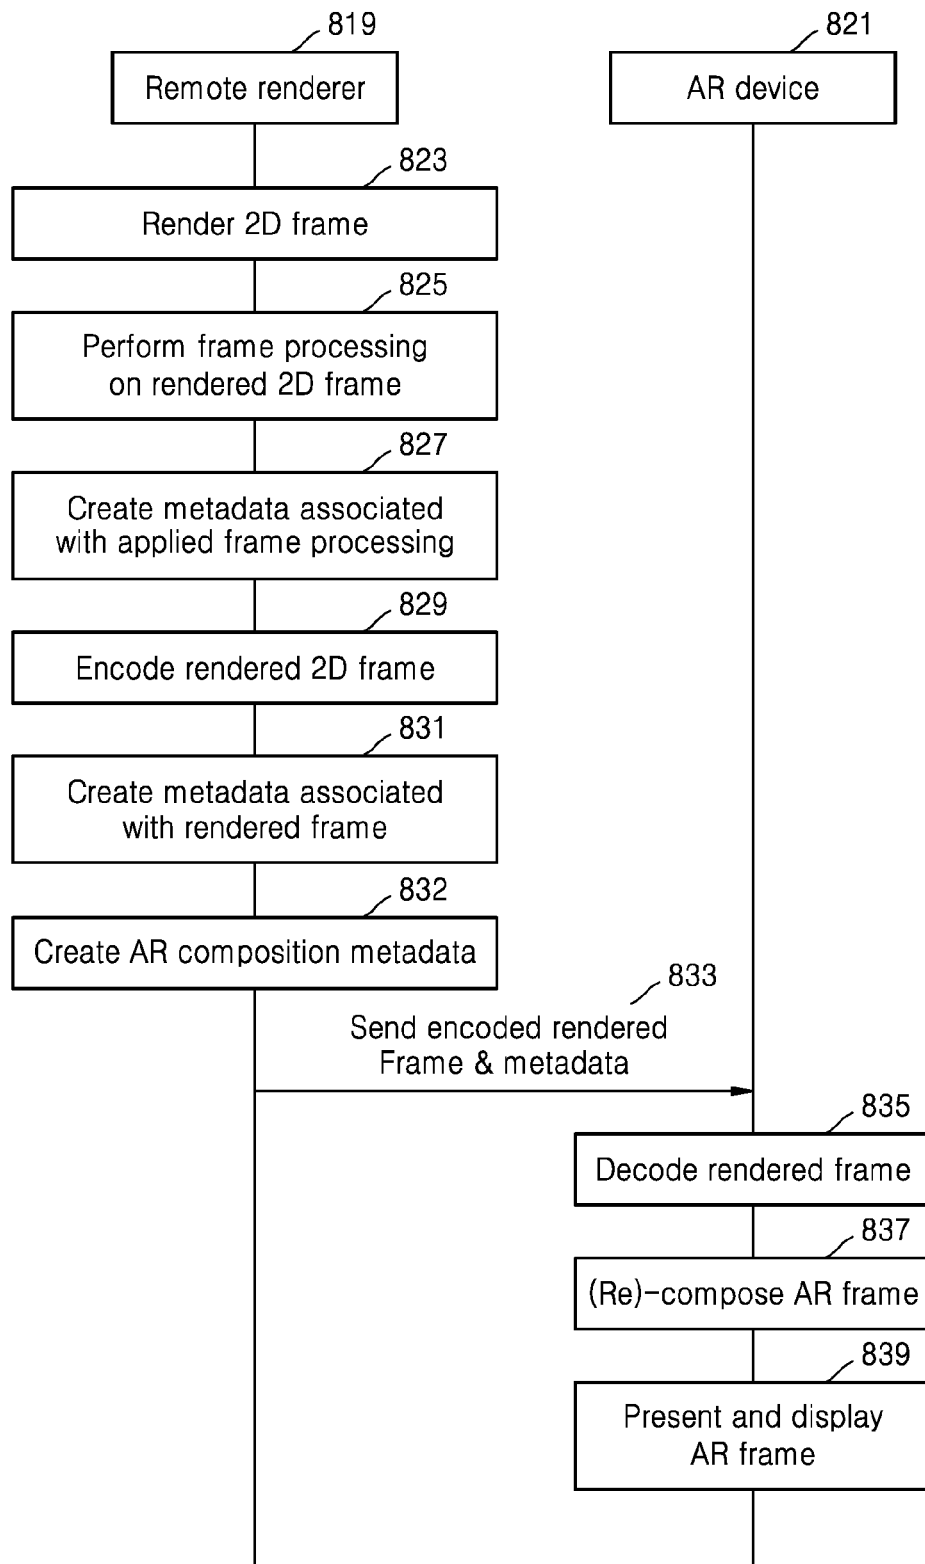 819
Remote renderer
821
AR device
823
Render 2D frame
825
Perform frame processing
on rendered 2D frame
827
Create metadata associated
with applied frame processing
829
Encode rendered 2D frame
831
Create metadata associated
with rendered frame
832
Create AR composition metadata
833
Send encoded rendered
Frame & metadata
835
Decode rendered frame
837
(Re)-compose AR frame
839
Present and display
AR frame